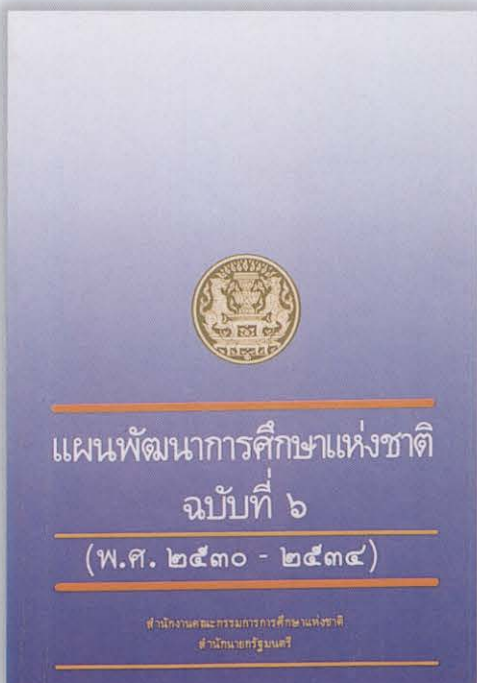 แผนพัฒนาการศึกษาแห่งชาติ
ฉบับที่ ๖
(พ.ศ. ๒๕๓๐ - ๒๕๓๔)
สำนักงานคณะกรรมการการศึกษาแห่งชาติ
สำนักนายกรัฐมนตรี